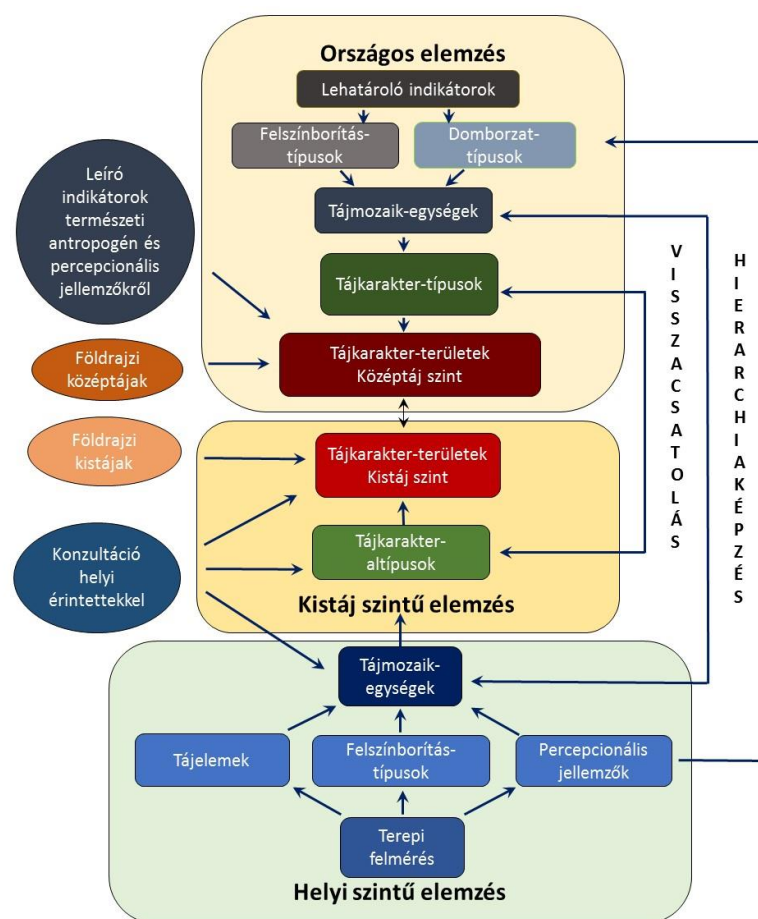 Országos elemzés
Lehatároló indikátorok
Felszínborítás-
típusok
Domborzat-
típusok
Tájmozaik-egységek
Tájkarakter-típusok
Tájkarakter-területek
Középtáj szint
Leíró
indikátorok
természeti
antropogén és
percepcionális
jellemzőkről
Földrajzi
középtájak
Földrajzi
kistájak
Konzultáció
helyi
érintettekkel
Tájkarakter-területek
Kistáj szint
Tájkarakter-
altípusok
Kistáj szintű elemzés
Tájmozaik-
egységek
Tájelemek
Felszínborítás-
típusok
Percepcionális
jellemzők
Terepi
felmérés
Helyi szintű elemzés
VISSZACSATOLÁS
HIERARCHIAKÉPZÉS